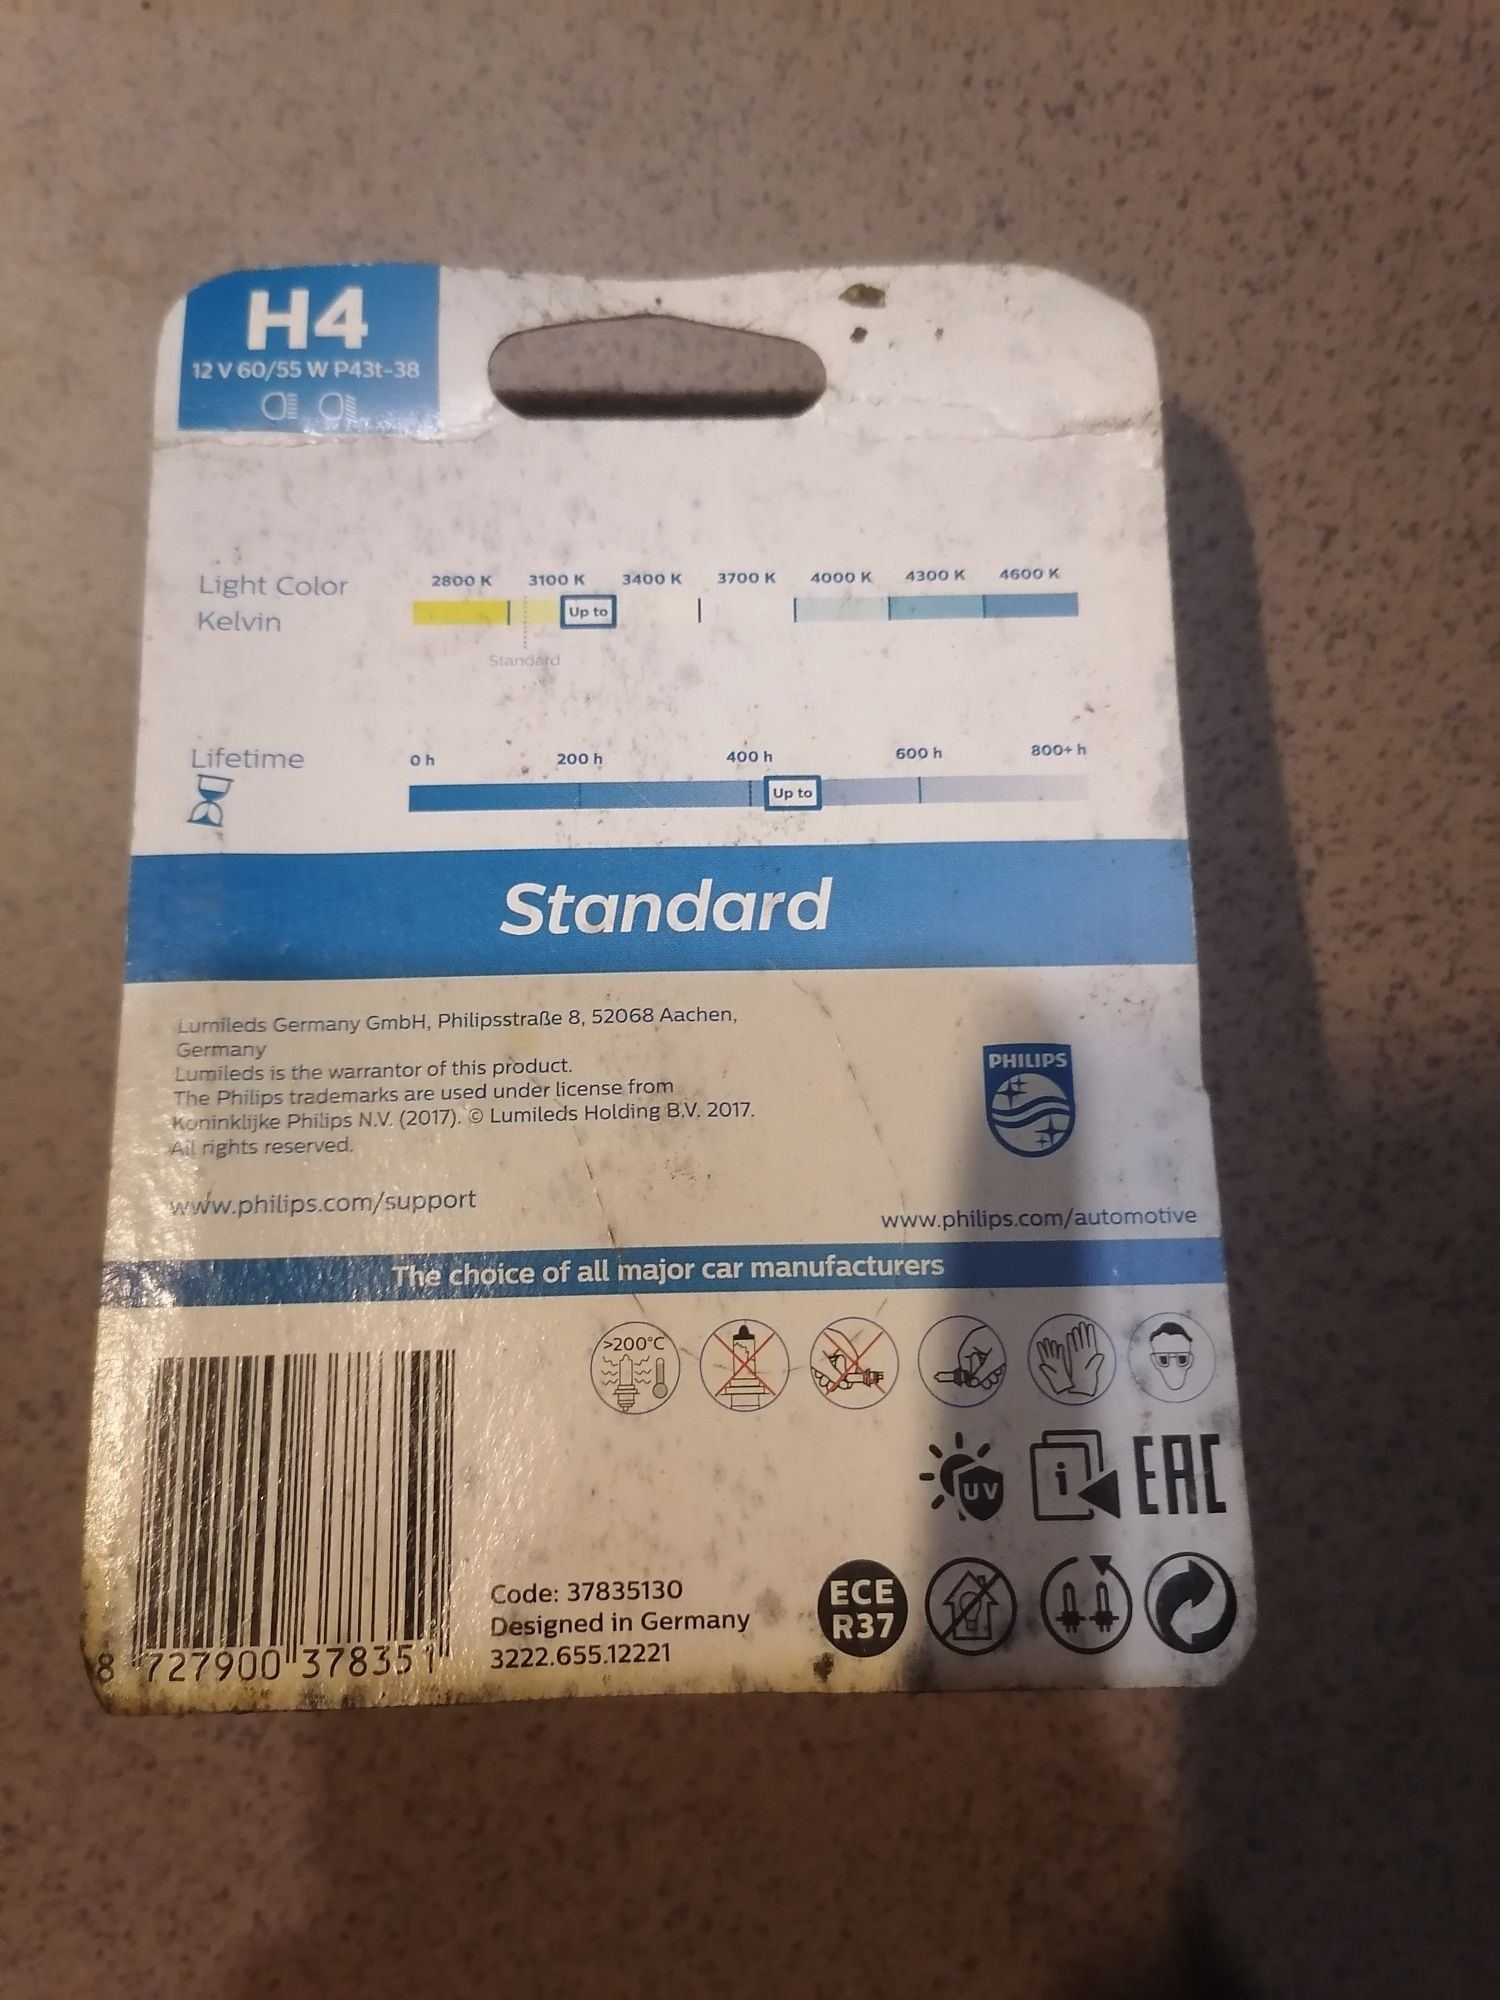 H4
12 V 60/55 W P43t-38
Light Color
Kelvin
2800 K 3100 K 3400 K 3700 K 4000 K 4300 K 4600 K
Up to
Standard
Lifetime
0 h 200 h 400 h 600 h 800+ h
Up to
Standard
Lumileds Germany GmbH, Philipsstraße 8, 52068 Aachen,
Germany
Lumileds is the warrantor of this product.
The Philips trademarks are used under license from
Koninklijke Philips N.V. (2017). © Lumileds Holding B.V. 2017.
All rights reserved.
PHILIPS
www.philips.com/support
www.philips.com/automotive
The choice of all major car manufacturers
>200°C
UV
i
EAC
Code: 37835130
Designed in Germany
3222.655.12221
ECE
R37
8 727900 378351